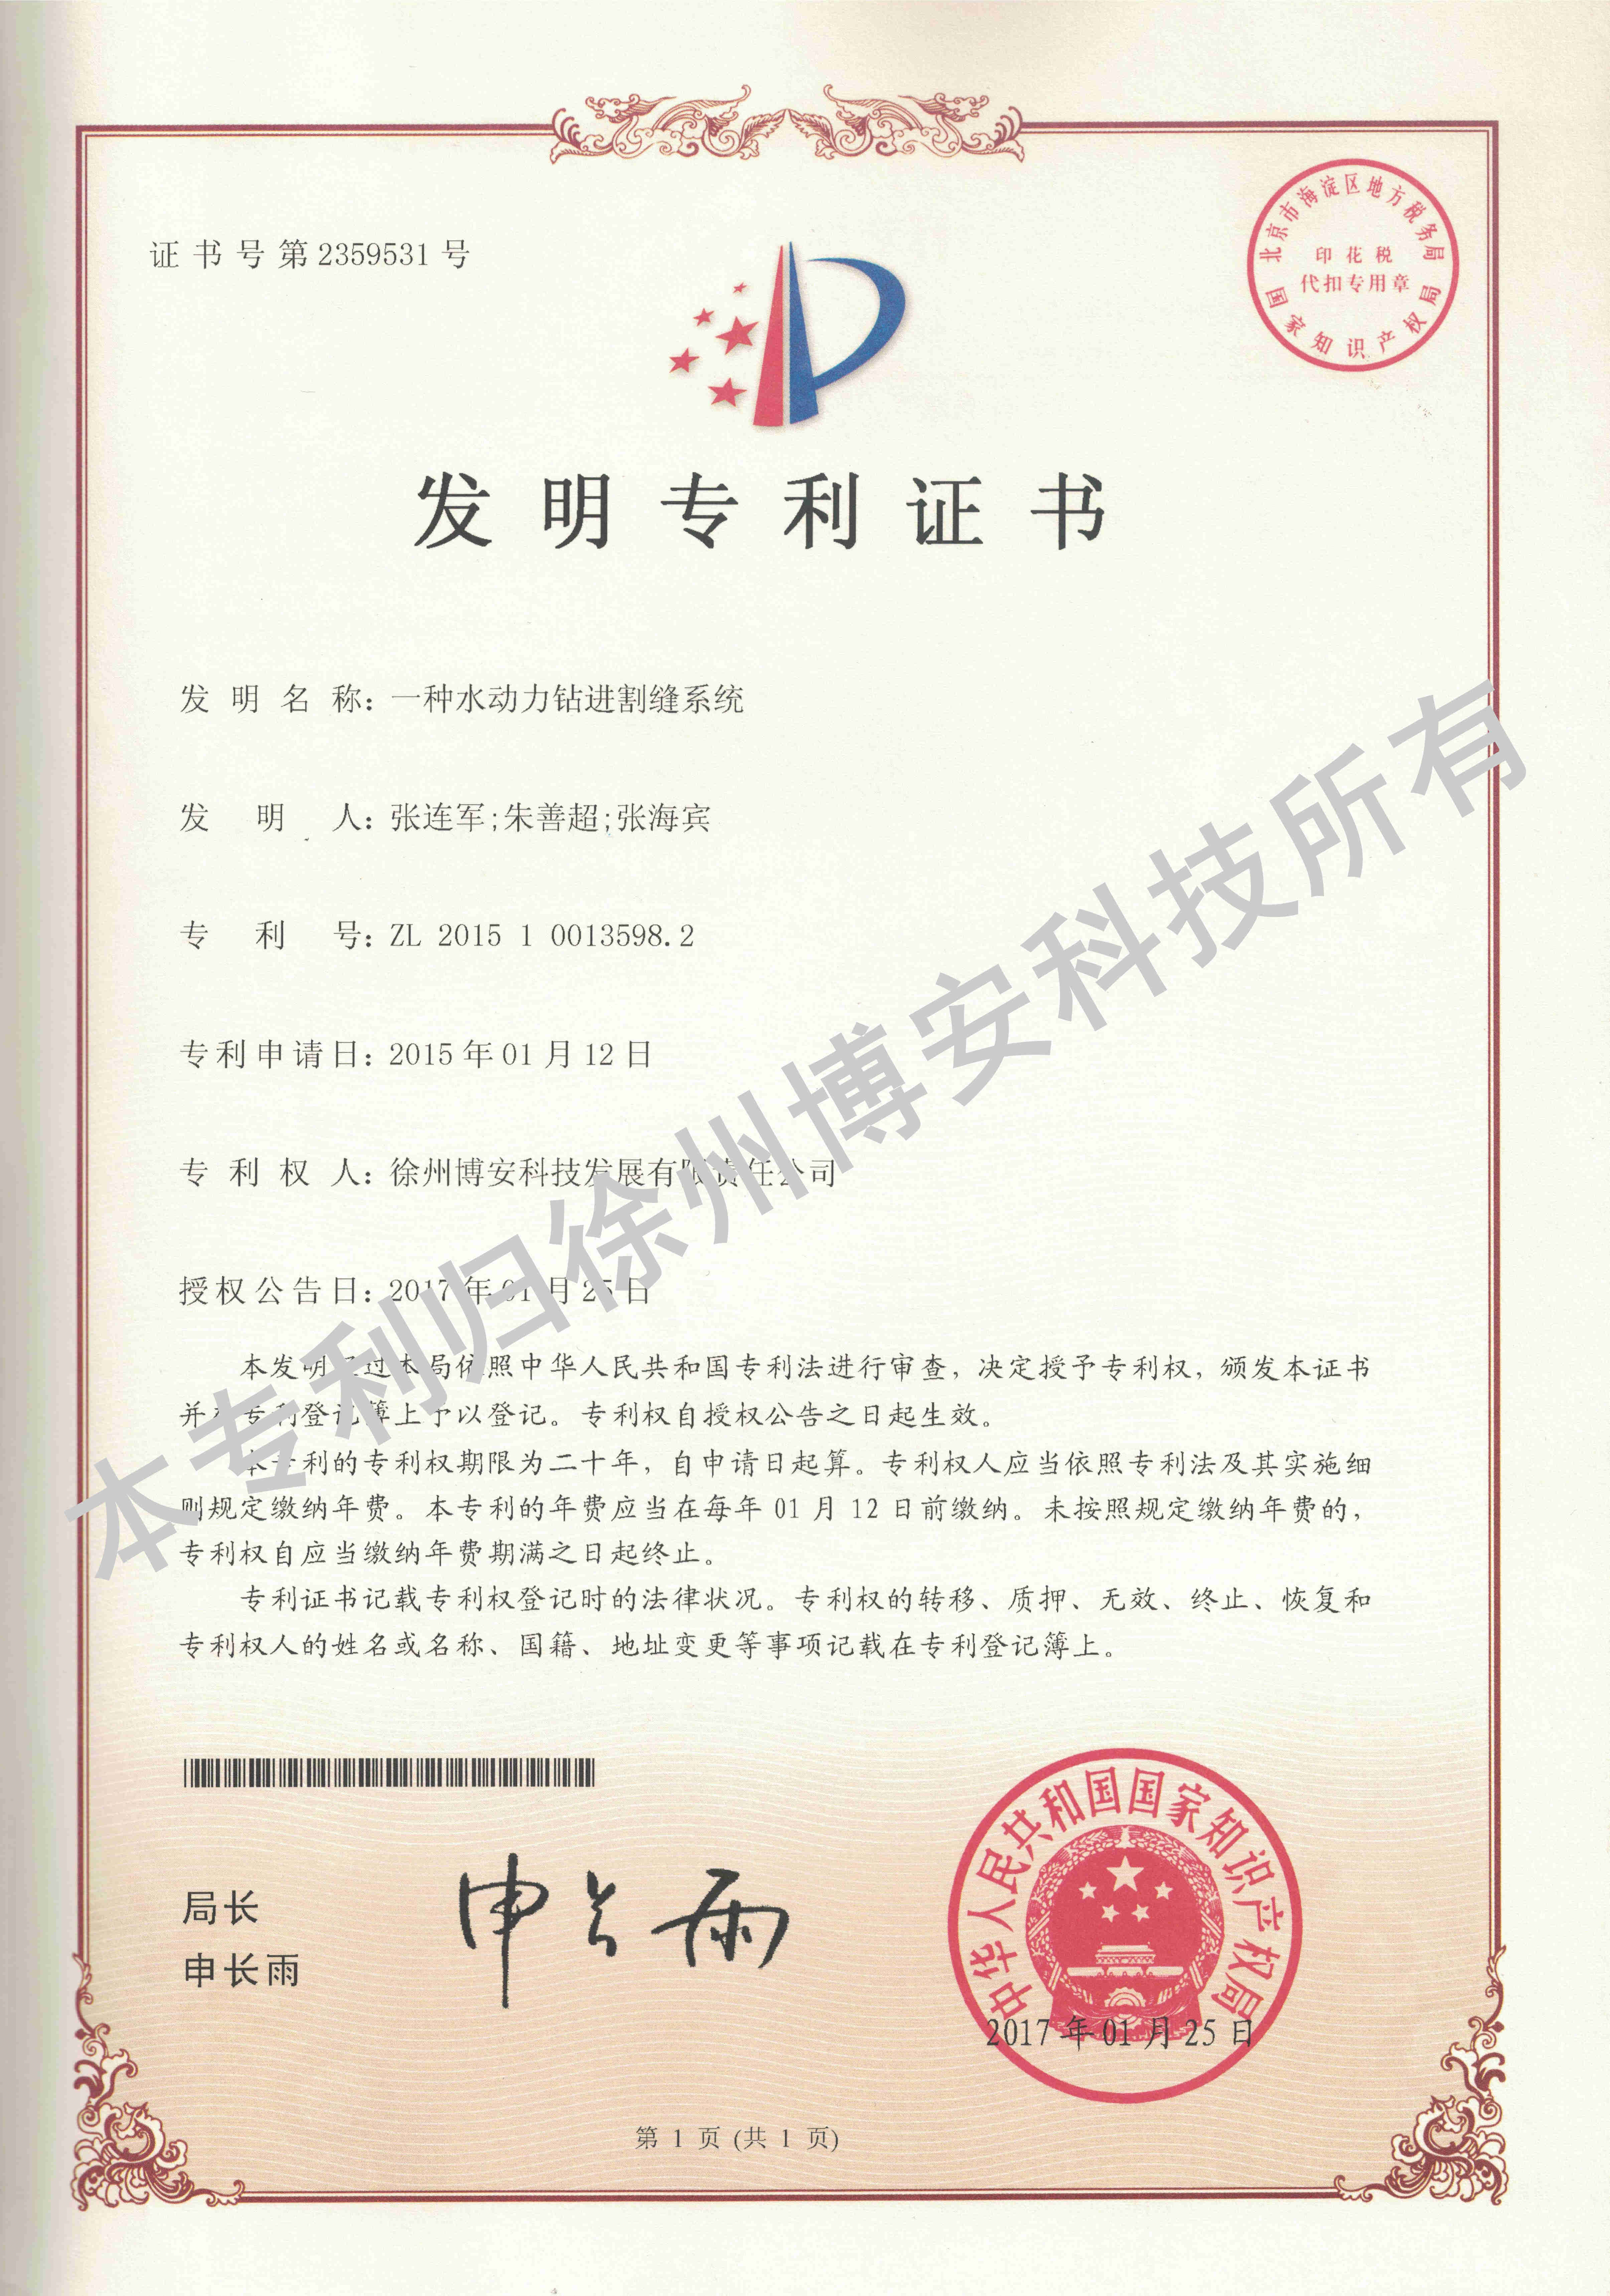 证书号第2359531号
北京市海淀区地方税务局
印花税
代扣专用章
国家知识产权局
发明专利证书
发明名称：一种水动力钻进割缝系统
发明人：张连军;朱善超;张海宾
专利号：ZL 2015 1 0013598.2
专利申请日：2015年01月12日
专利权人：徐州博安科技发展有限责任公司
授权公告日：2017年01月25日
本发明经过本局依照中华人民共和国专利法进行审查，决定授予专利权，颁发本证书
并在专利登记簿上予以登记。专利权自授权公告之日起生效。
本专利的专利权期限为二十年，自申请日起算。专利权人应当依照专利法及其实施细
则规定缴纳年费。本专利的年费应当在每年 01 月 12 日前缴纳。未按照规定缴纳年费的，
专利权自应当缴纳年费期满之日起终止。
专利证书记载专利权登记时的法律状况。专利权的转移、质押、无效、终止、恢复和
专利权人的姓名或名称、国籍、地址变更等事项记载在专利登记簿上。
本专利归徐州博安科技所有
局长
申长雨
申长雨
中华人民共和国国家知识产权局
2017年01月25日
第 1 页 (共 1 页)